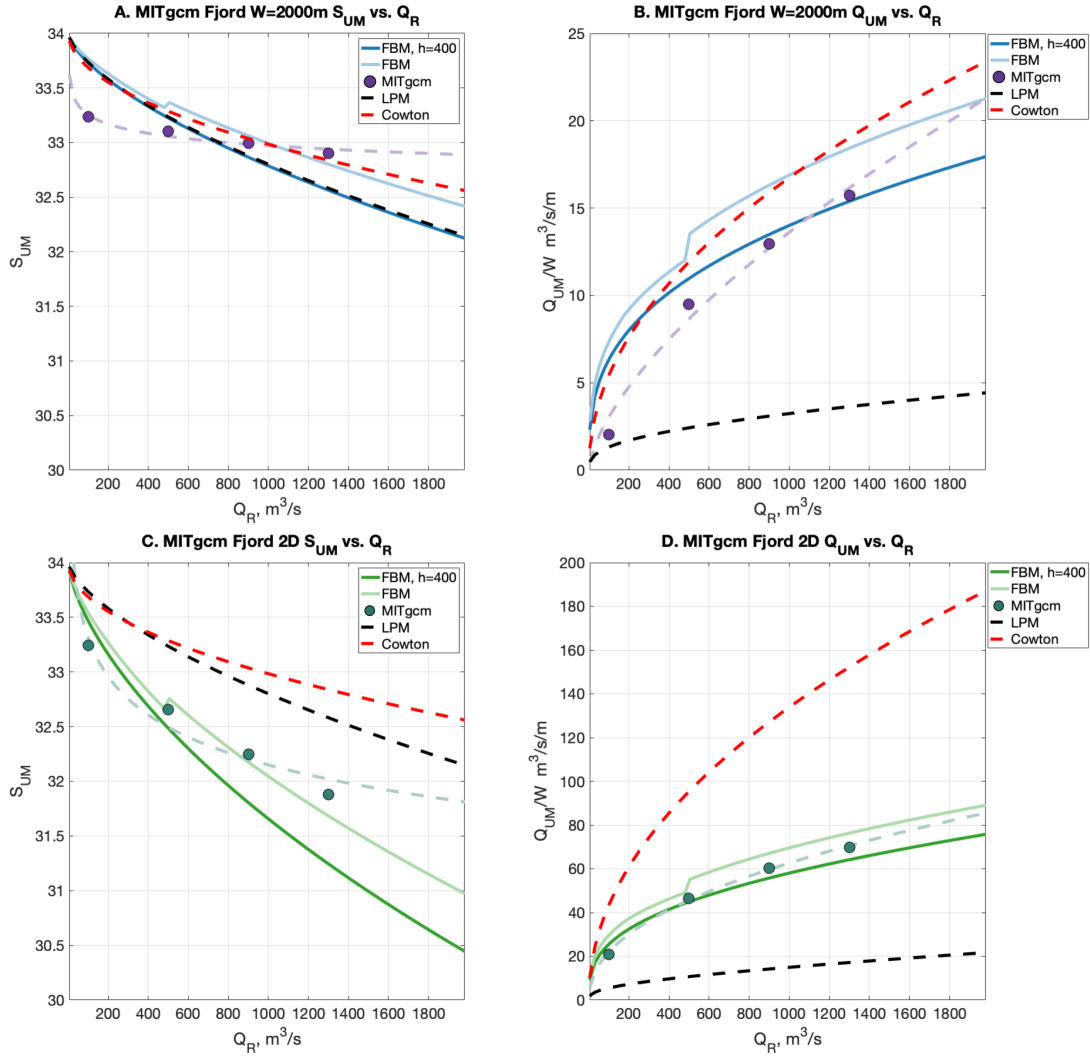 A. MITgcm Fjord W=2000m S_UM vs. Q_R
34
33.5
33
32.5
32
31.5
31
30.5
30
S_UM
200 400 600 800 1000 1200 1400 1600 1800
Q_R, m^3/s
FBM, h=400
FBM
MITgcm
LPM
Cowton
B. MITgcm Fjord W=2000m Q_UM vs. Q_R
25
20
15
10
5
0
Q_UM/W m^3/s/m
200 400 600 800 1000 1200 1400 1600 1800
Q_R, m^3/s
FBM, h=400
FBM
MITgcm
LPM
Cowton
C. MITgcm Fjord 2D S_UM vs. Q_R
34
33.5
33
32.5
32
31.5
31
30.5
30
S_UM
200 400 600 800 1000 1200 1400 1600 1800
Q_R, m^3/s
FBM, h=400
FBM
MITgcm
LPM
Cowton
D. MITgcm Fjord 2D Q_UM vs. Q_R
200
180
160
140
120
100
80
60
40
20
0
Q_UM/W m^3/s/m
200 400 600 800 1000 1200 1400 1600 1800
Q_R, m^3/s
FBM, h=400
FBM
MITgcm
LPM
Cowton